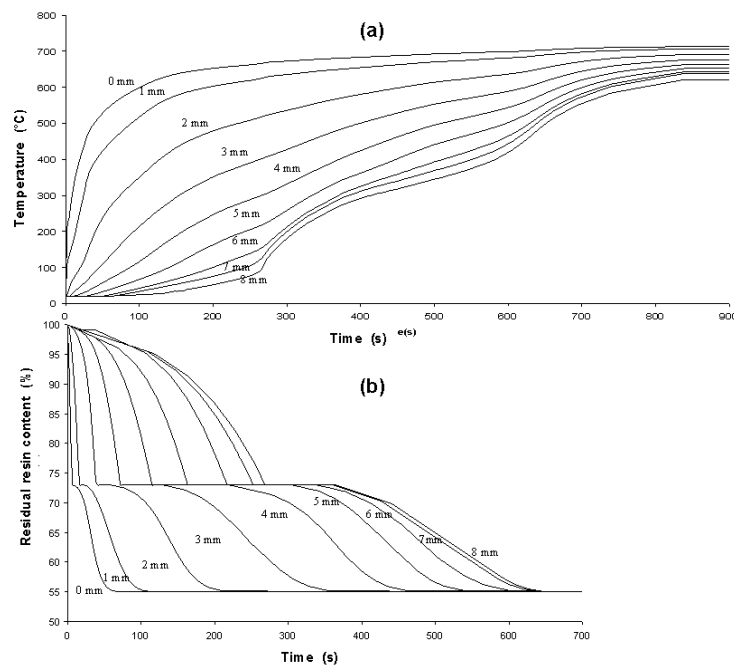 (a)
800
700
600
500
400
300
200
100
0
Temperature (°C)
0 mm
1 mm
2 mm
3 mm
4 mm
5 mm
6 mm
7 mm
8 mm
0 100 200 300 400 500 600 700 800 900
Time (s) e(s)
(b)
100
95
90
85
80
75
70
65
60
55
50
Residual resin content (%)
0 mm
1 mm
2 mm
3 mm
4 mm
5 mm
6 mm
7mm
8 mm
0 100 200 300 400 500 600 700
Time (s)